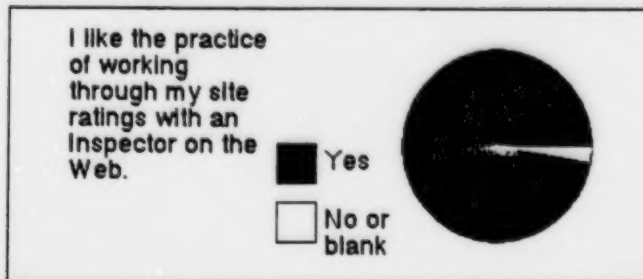 I like the practice
of working
through my site
ratings with an
Inspector on the
Web.
Yes
No or
blank